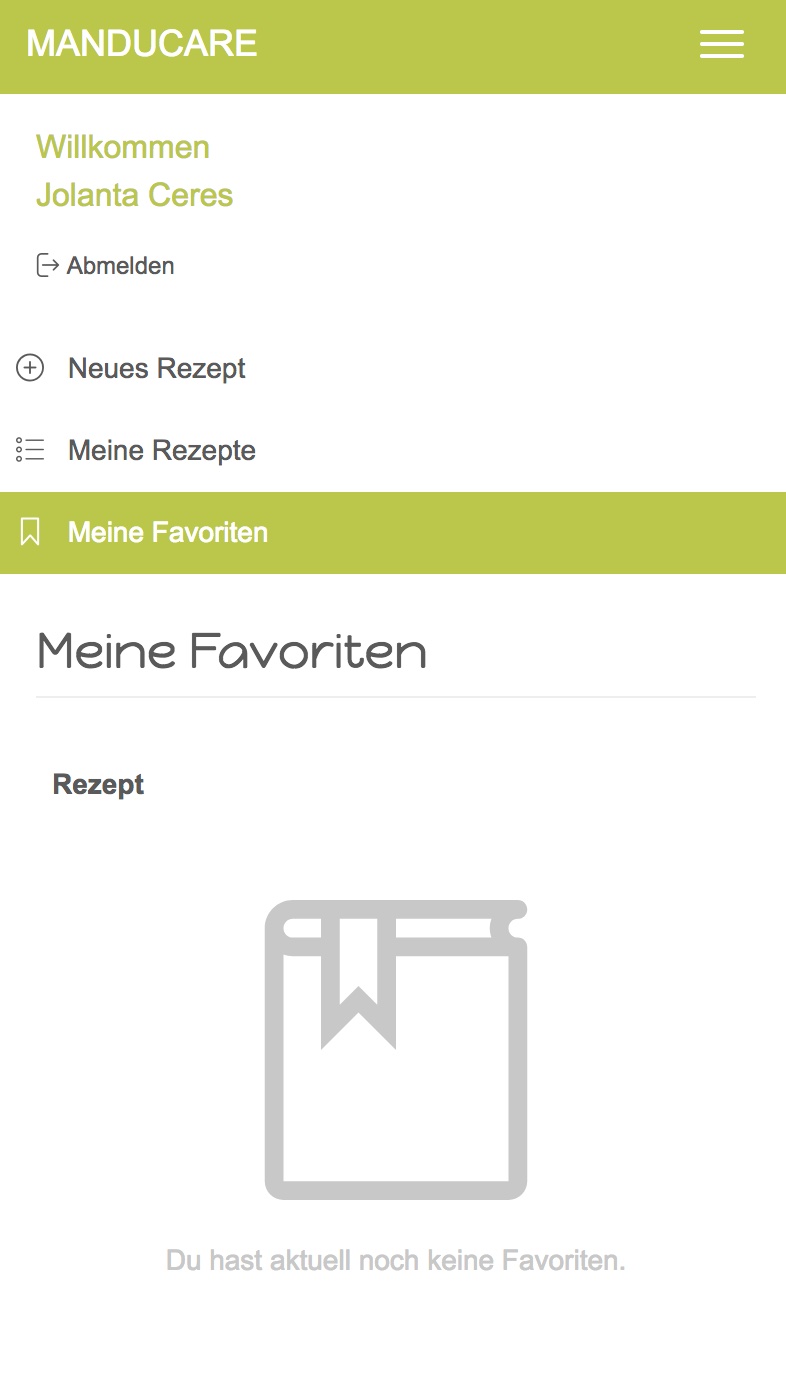 MANDUCARE
Willkommen
Jolanta Ceres
Abmelden
Neues Rezept
Meine Rezepte
Meine Favoriten
Meine Favoriten
Rezept
Du hast aktuell noch keine Favoriten.